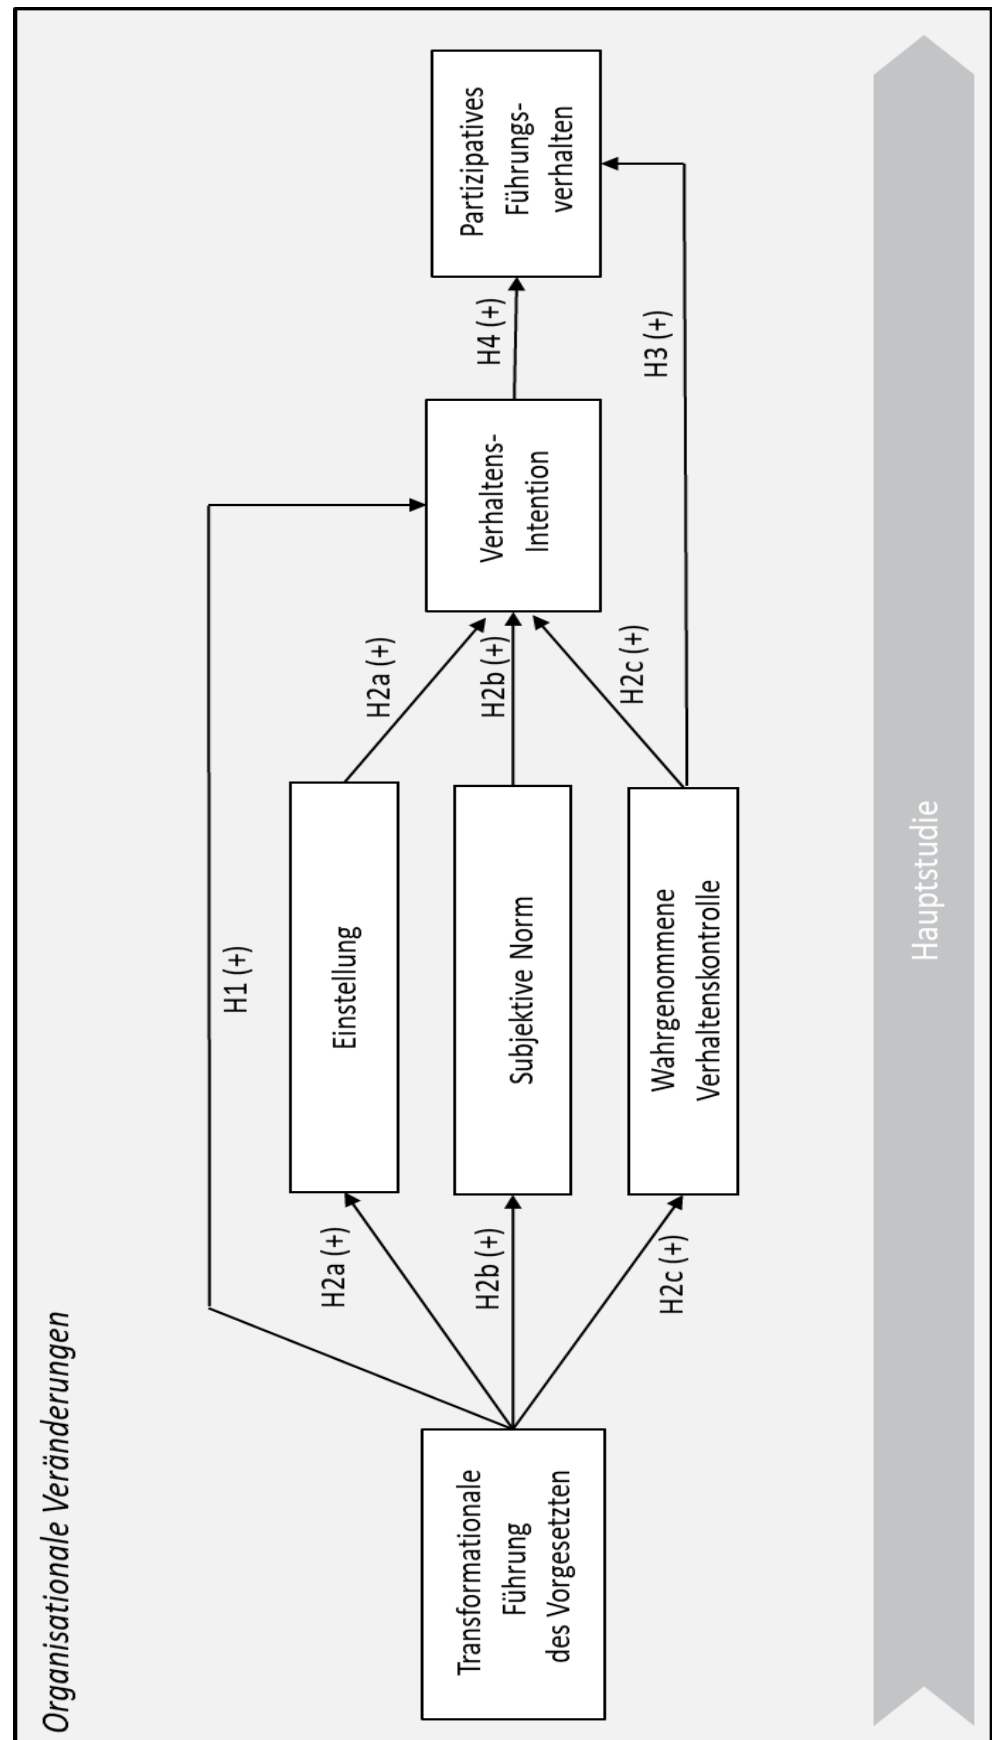 Organisationale Veränderungen
H1 (+)
Transformationale
Führung
des Vorgesetzten
H2a (+)
H2b (+)
H2c (+)
Einstellung
Subjektive Norm
Wahrgenommene
Verhaltenskontrolle
H2a (+)
H2b (+)
H2c (+)
Verhaltens-
Intention
H4 (+)
H3 (+)
Partizipatives
Führungs-
verhalten
Hauptstudie